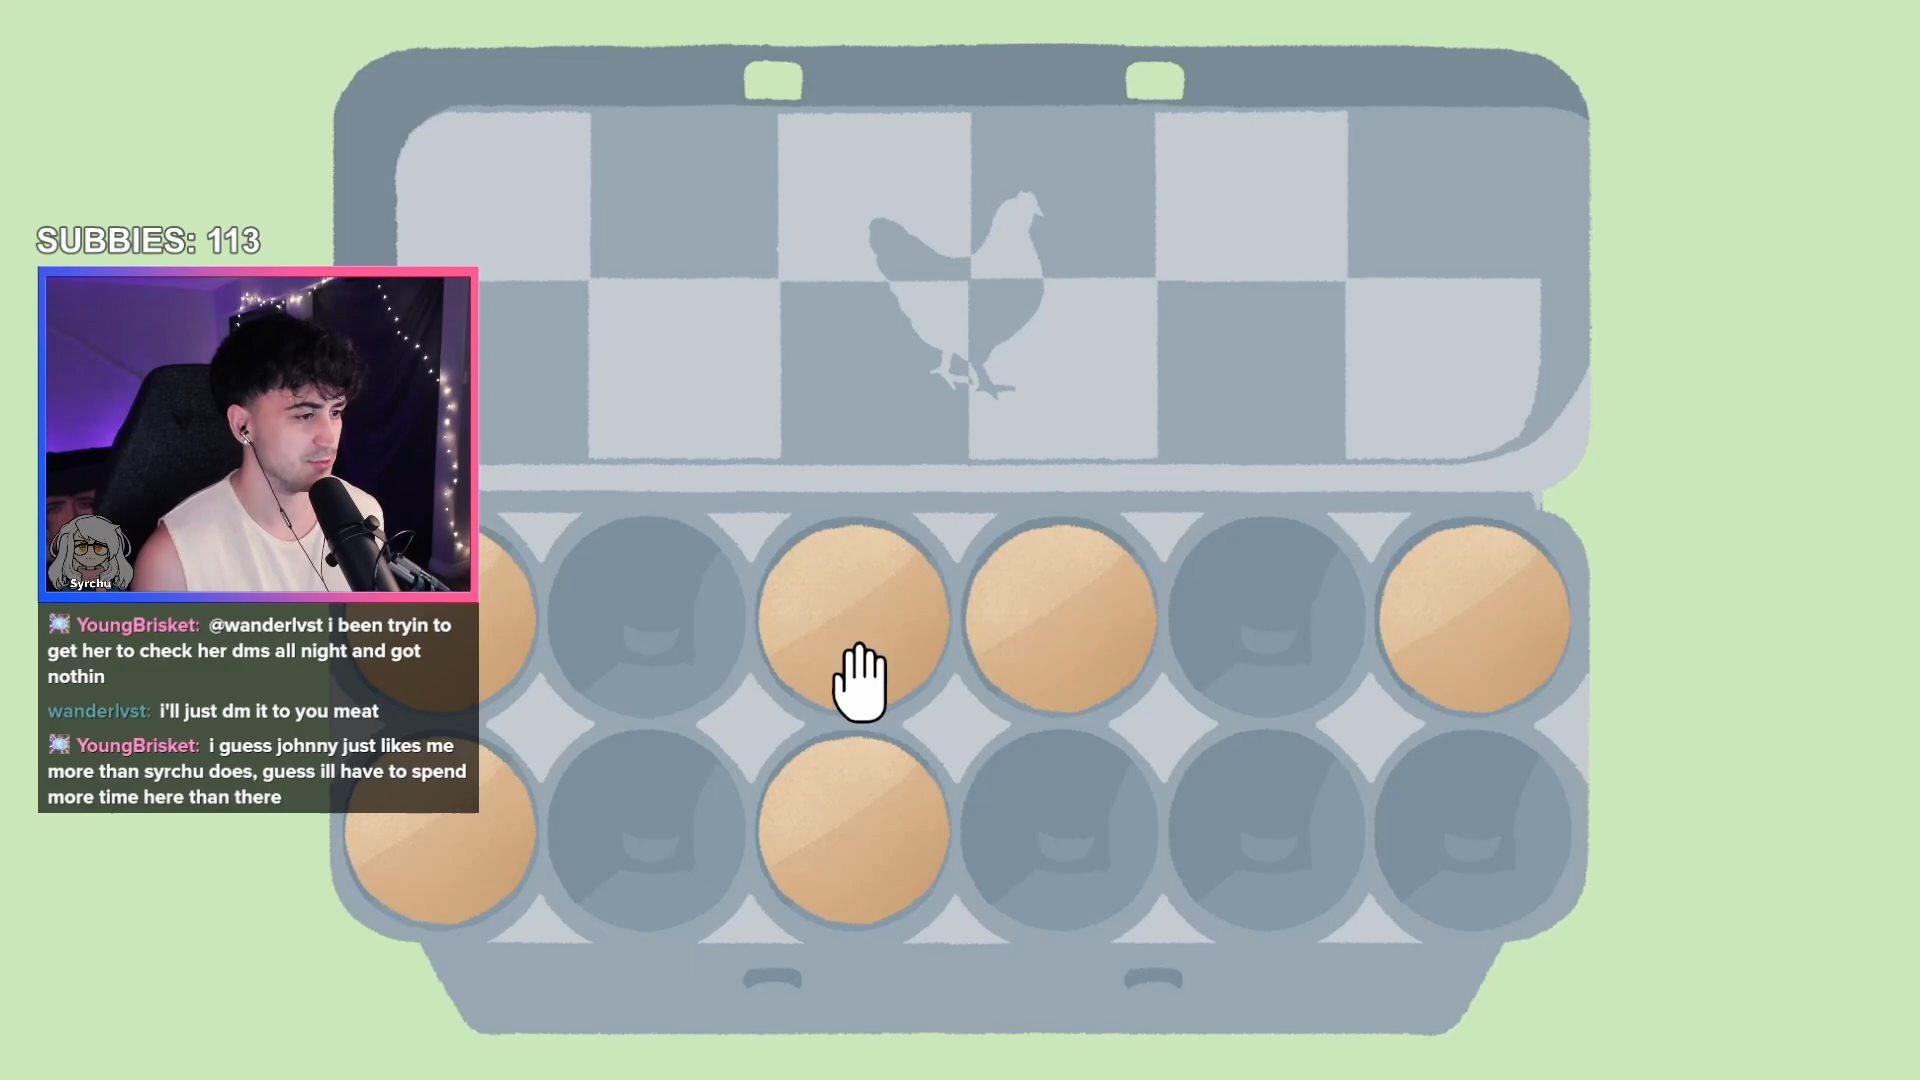 SUBBIES: 113
Syrchu
YoungBrisket: @wanderlvst i been tryin to
get her to check her dms all night and got
nothin
wanderlvst: i'll just dm it to you meat
YoungBrisket: i guess johnny just likes me
more than syrchu does, guess ill have to spend
more time here than there